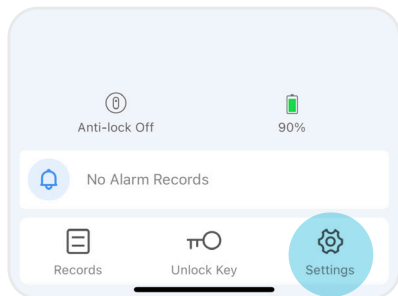 Anti-lock Off
90%
No Alarm Records
Records
Unlock Key
Settings